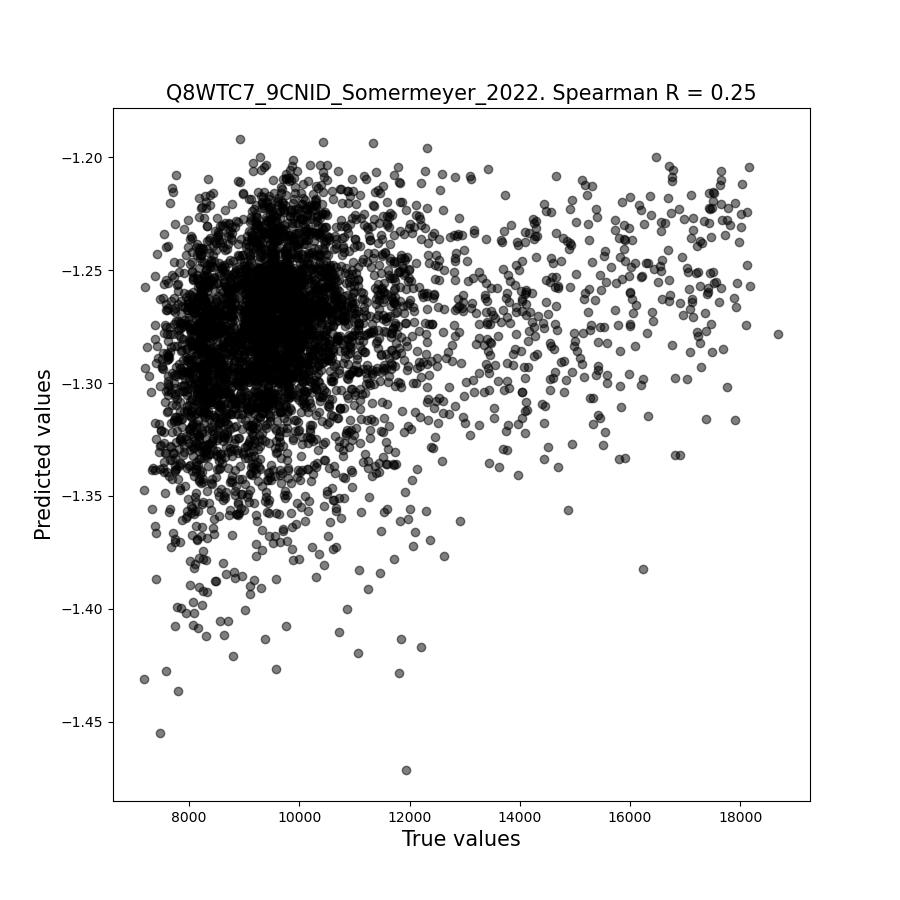 Q8WTC7_9CNID_Somermeyer_2022. Spearman R = 0.25
−1.20
−1.25
−1.30
−1.35
−1.40
−1.45
Predicted values
8000 10000 12000 14000 16000 18000
True values